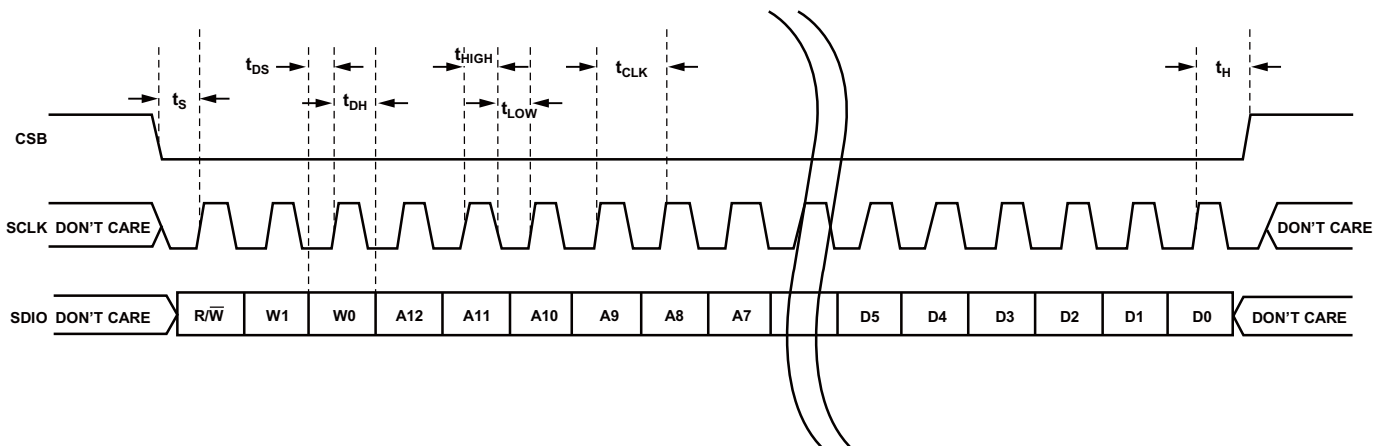 tHIGH
tDS
tCLK
tH
tS
tDH
tLOW
CSB
SCLK DON'T CARE DON'T CARE
SDIO DON'T CARE R/W̅ W1 W0 A12 A11 A10 A9 A8 A7 D5 D4 D3 D2 D1 D0 DON'T CARE